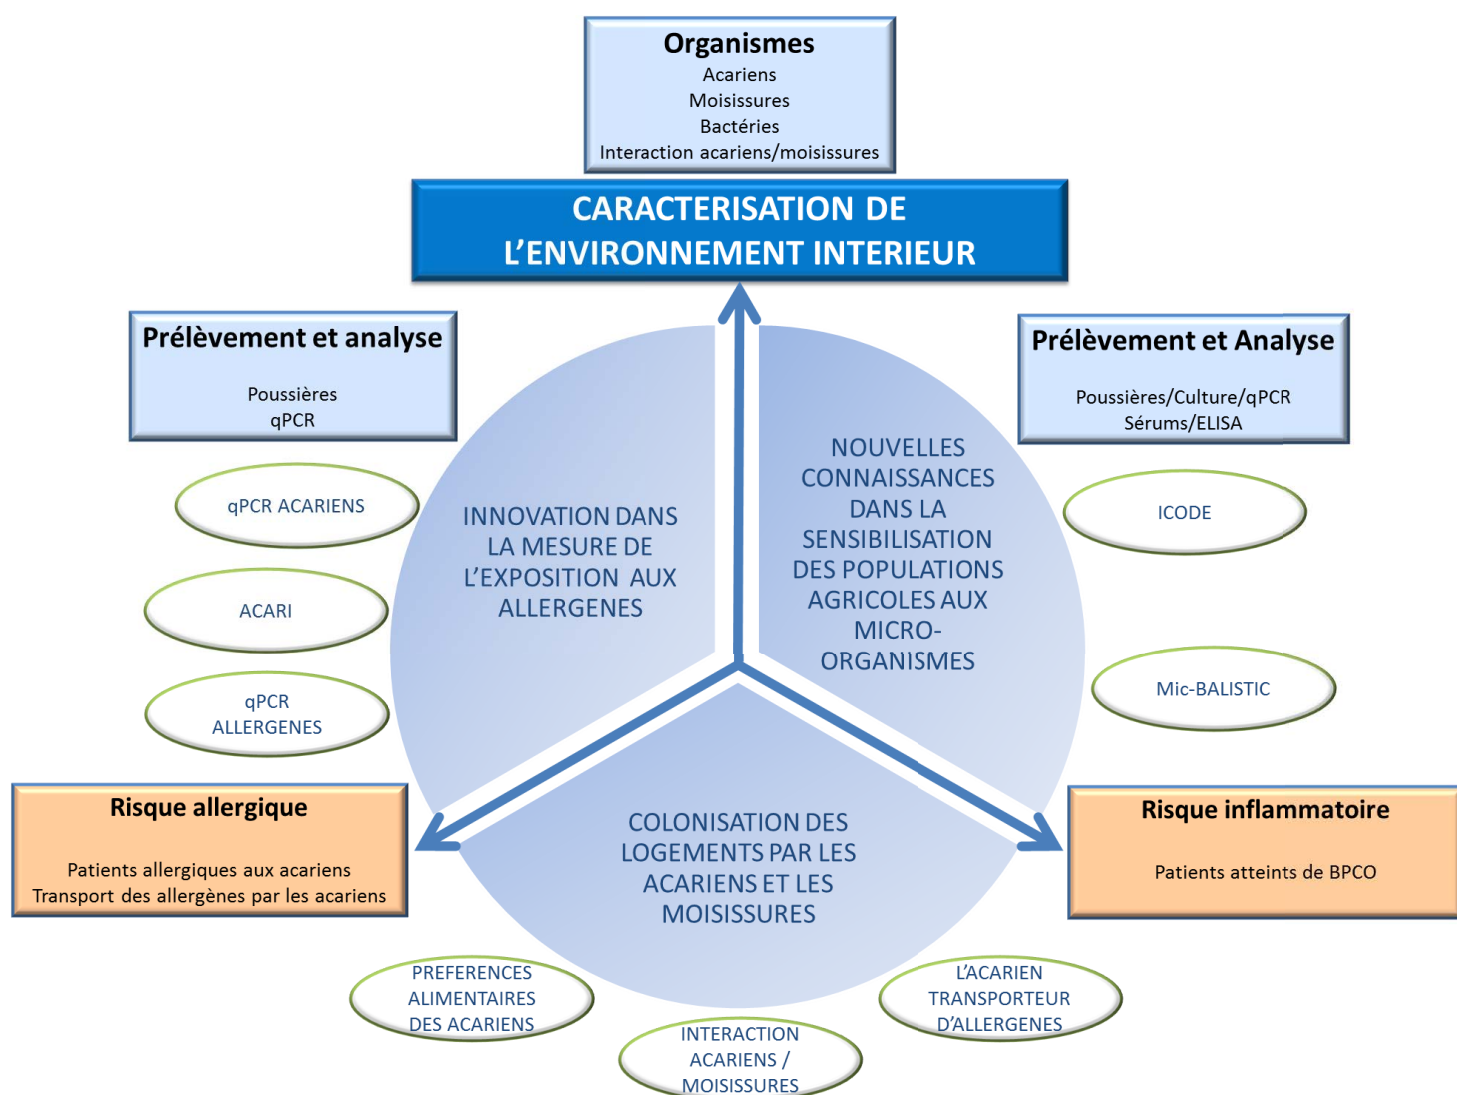 Organismes
Acariens
Moisissures
Bactéries
Interaction acariens/moisissures
CARACTERISATION DE
L’ENVIRONNEMENT INTERIEUR
Prélèvement et analyse
Poussières
qPCR
Prélèvement et Analyse
Poussières/Culture/qPCR
Sérums/ELISA
qPCR ACARIENS
ACARI
qPCR
ALLERGENES
INNOVATION DANS
LA MESURE DE
L’EXPOSITION AUX
ALLERGENES
NOUVELLES
CONNAISSANCES
DANS LA
SENSIBILISATION
DES POPULATIONS
AGRICOLES AUX
MICRO-
ORGANISMES
ICODE
Mic-BALISTIC
Risque allergique
Patients allergiques aux acariens
Transport des allergènes par les acariens
COLONISATION DES
LOGEMENTS PAR LES
ACARIENS ET LES
MOISISSURES
Risque inflammatoire
Patients atteints de BPCO
PREFERENCES
ALIMENTAIRES
DES ACARIENS
INTERACTION
ACARIENS /
MOISISSURES
L’ACARIEN
TRANSPORTEUR
D’ALLERGENES